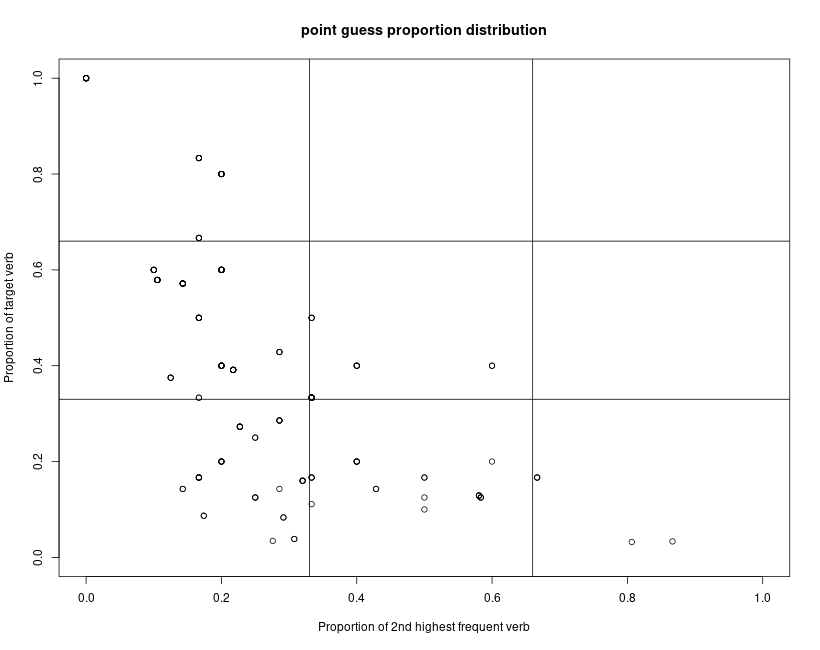 point guess proportion distribution
Proportion of target verb
1.0
0.8
0.6
0.4
0.2
0.0
0.0 0.2 0.4 0.6 0.8 1.0
Proportion of 2nd highest frequent verb